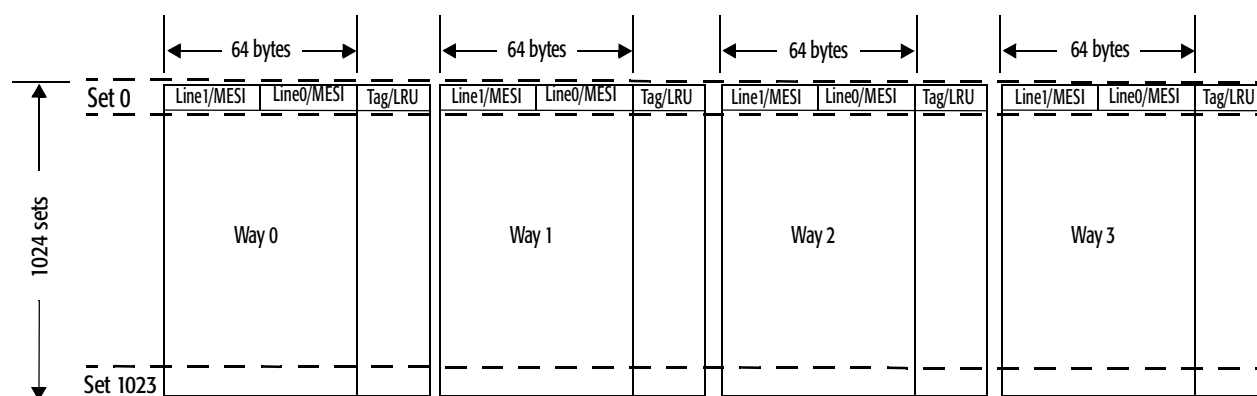 64 bytes 64 bytes 64 bytes 64 bytes
Set 0 Line1/MESI Line0/MESI Tag/LRU Line1/MESI Line0/MESI Tag/LRU Line1/MESI Line0/MESI Tag/LRU Line1/MESI Line0/MESI Tag/LRU
1024 sets
Way 0 Way 1 Way 2 Way 3
Set 1023